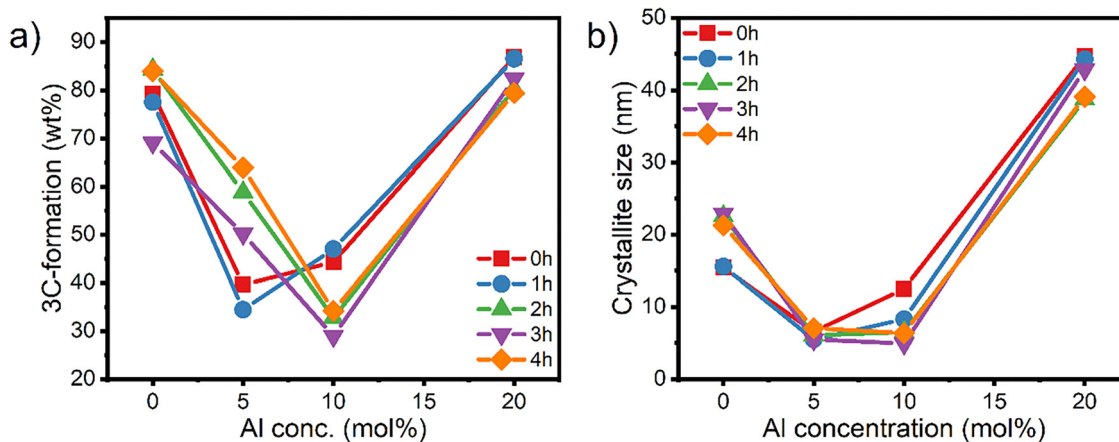 a)
3C-formation (wt%)
90
80
70
60
50
40
30
20
0
5
10
15
20
Al conc. (mol%)
0h
1h
2h
3h
4h
b)
Crystallite size (nm)
50
40
30
20
10
0
0
5
10
15
20
Al concentration (mol%)
0h
1h
2h
3h
4h